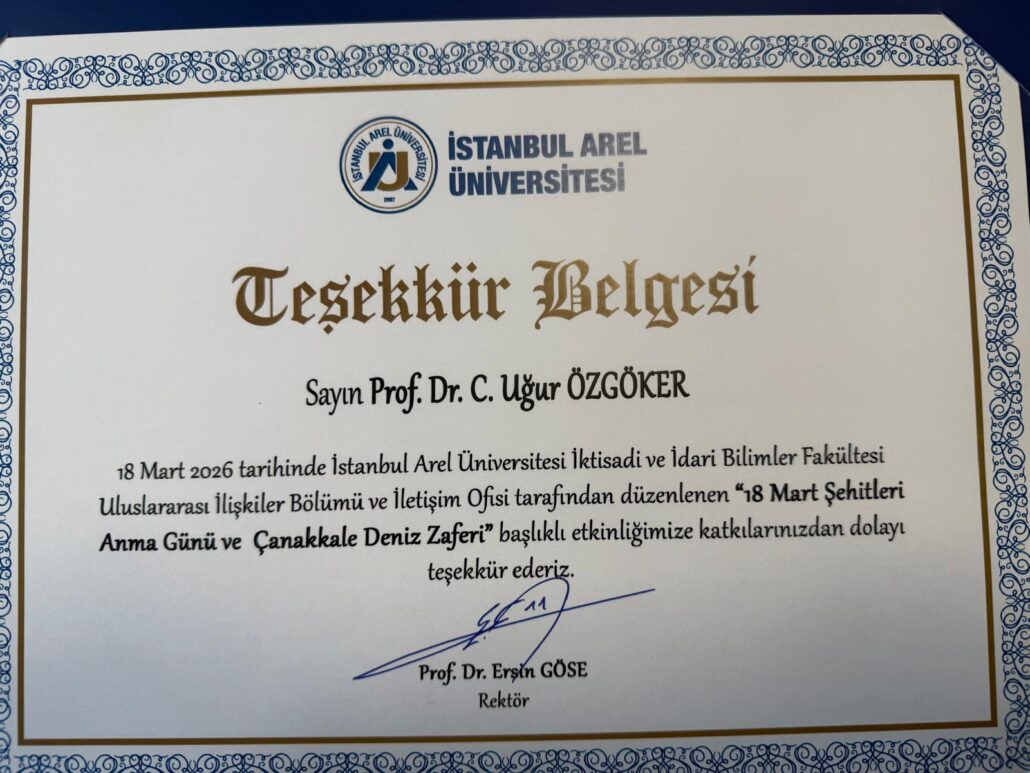 İSTANBUL AREL ÜNİVERSİTESİ
2007
İSTANBUL AREL
ÜNİVERSİTESİ
Teşekkür Belgesi
Sayın Prof. Dr. C. Uğur ÖZGÖKER
18 Mart 2026 tarihinde İstanbul Arel Üniversitesi İktisadi ve İdari Bilimler Fakültesi
Uluslararası İlişkiler Bölümü ve İletişim Ofisi tarafından düzenlenen “18 Mart Şehitleri
Anma Günü ve Çanakkale Deniz Zaferi” başlıklı etkinliğimize katkılarınızdan dolayı
teşekkür ederiz.
Prof. Dr. Erşin GÖSE
Rektör